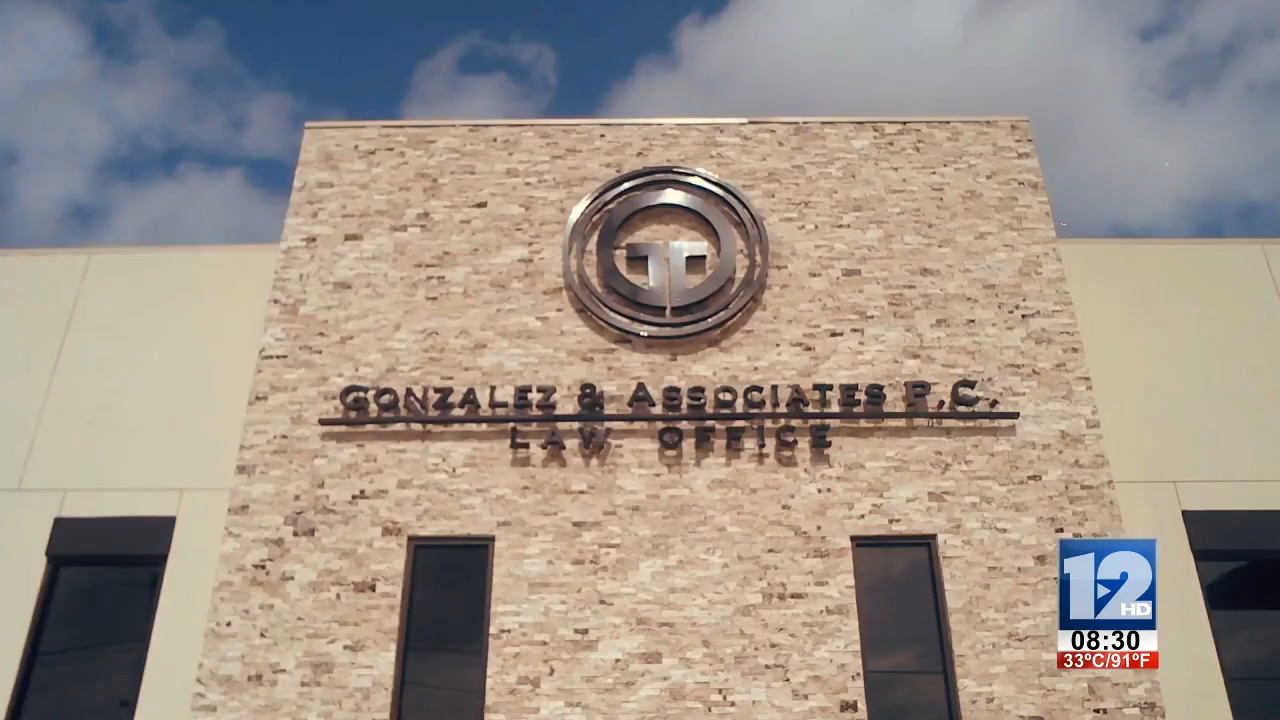 GONZALEZ & ASSOCIATES P.C.
LAW OFFICE
12
HD
08:30
33°C/91°F